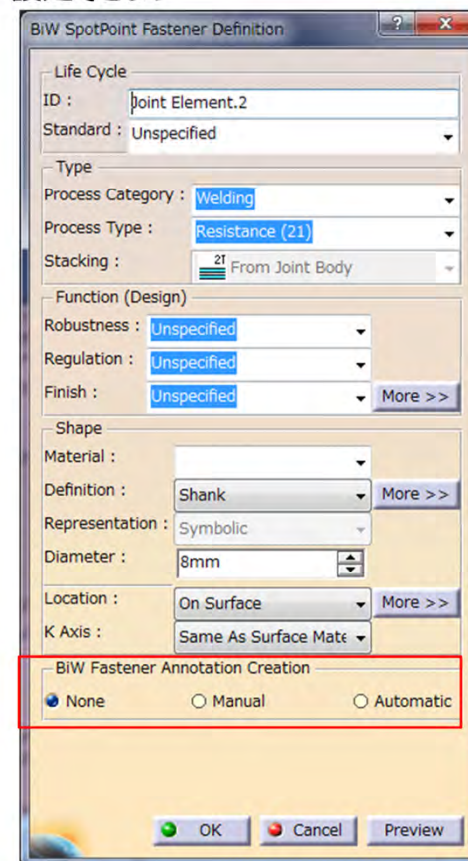 BiW SpotPoint Fastener Definition
Life Cycle
ID : Joint Element.2
Standard : Unspecified
Type
Process Category : Welding
Process Type : Resistance (21)
Stacking : 2T From Joint Body
Function (Design)
Robustness : Unspecified
Regulation : Unspecified
Finish : Unspecified More >>
Shape
Material :
Definition : Shank More >>
Representation : Symbolic
Diameter : 8mm
Location : On Surface More >>
K Axis : Same As Surface Mate
BiW Fastener Annotation Creation
None Manual Automatic
OK Cancel Preview